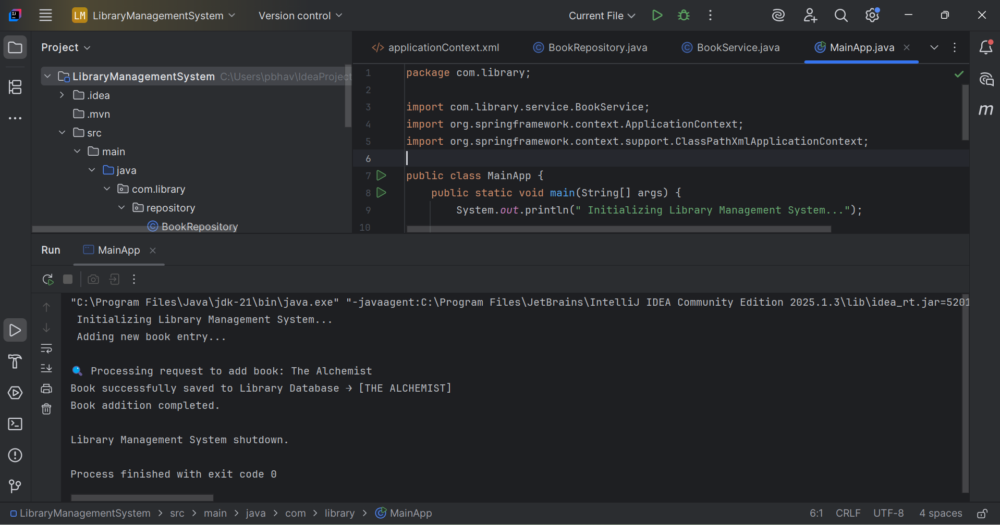 LM LibraryManagementSystem Version control Current File
Project
applicationContext.xml BookRepository.java BookService.java MainApp.java
LibraryManagementSystem C:\Users\pbhav\IdeaProject
.idea
.mvn
src
main
java
com.library
repository
BookRepository
1 package com.library;
2
3 import com.library.service.BookService;
4 import org.springframework.context.ApplicationContext;
5 import org.springframework.context.support.ClassPathXmlApplicationContext;
6
7 public class MainApp {
8 public static void main(String[] args) {
9 System.out.println(" Initializing Library Management System...");
10
Run MainApp
"C:\Program Files\Java\jdk-21\bin\java.exe" "-javaagent:C:\Program Files\JetBrains\IntelliJ IDEA Community Edition 2025.1.3\lib\idea_rt.jar=5201
Initializing Library Management System...
Adding new book entry...
🔍 Processing request to add book: The Alchemist
Book successfully saved to Library Database → [THE ALCHEMIST]
Book addition completed.
Library Management System shutdown.
Process finished with exit code 0
LibraryManagementSystem > src > main > java > com > library > MainApp 6:1 CRLF UTF-8 4 spaces